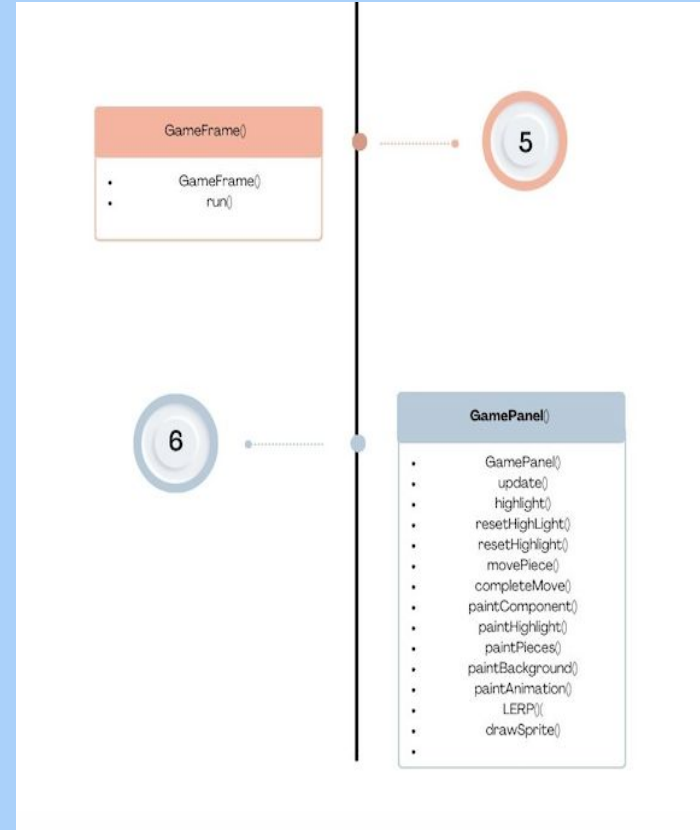 GameFrame()
• GameFrame()
• run()
5
6
GamePanel()
• GamePanel()
• update()
• highlight()
• resetHighLight()
• resetHighlight()
• movePiece()
• completeMove()
• paintComponent()
• paintHighlight()
• paintPieces()
• paintBackground()
• paintAnimation()
• LERP()(
• drawSprite()
•